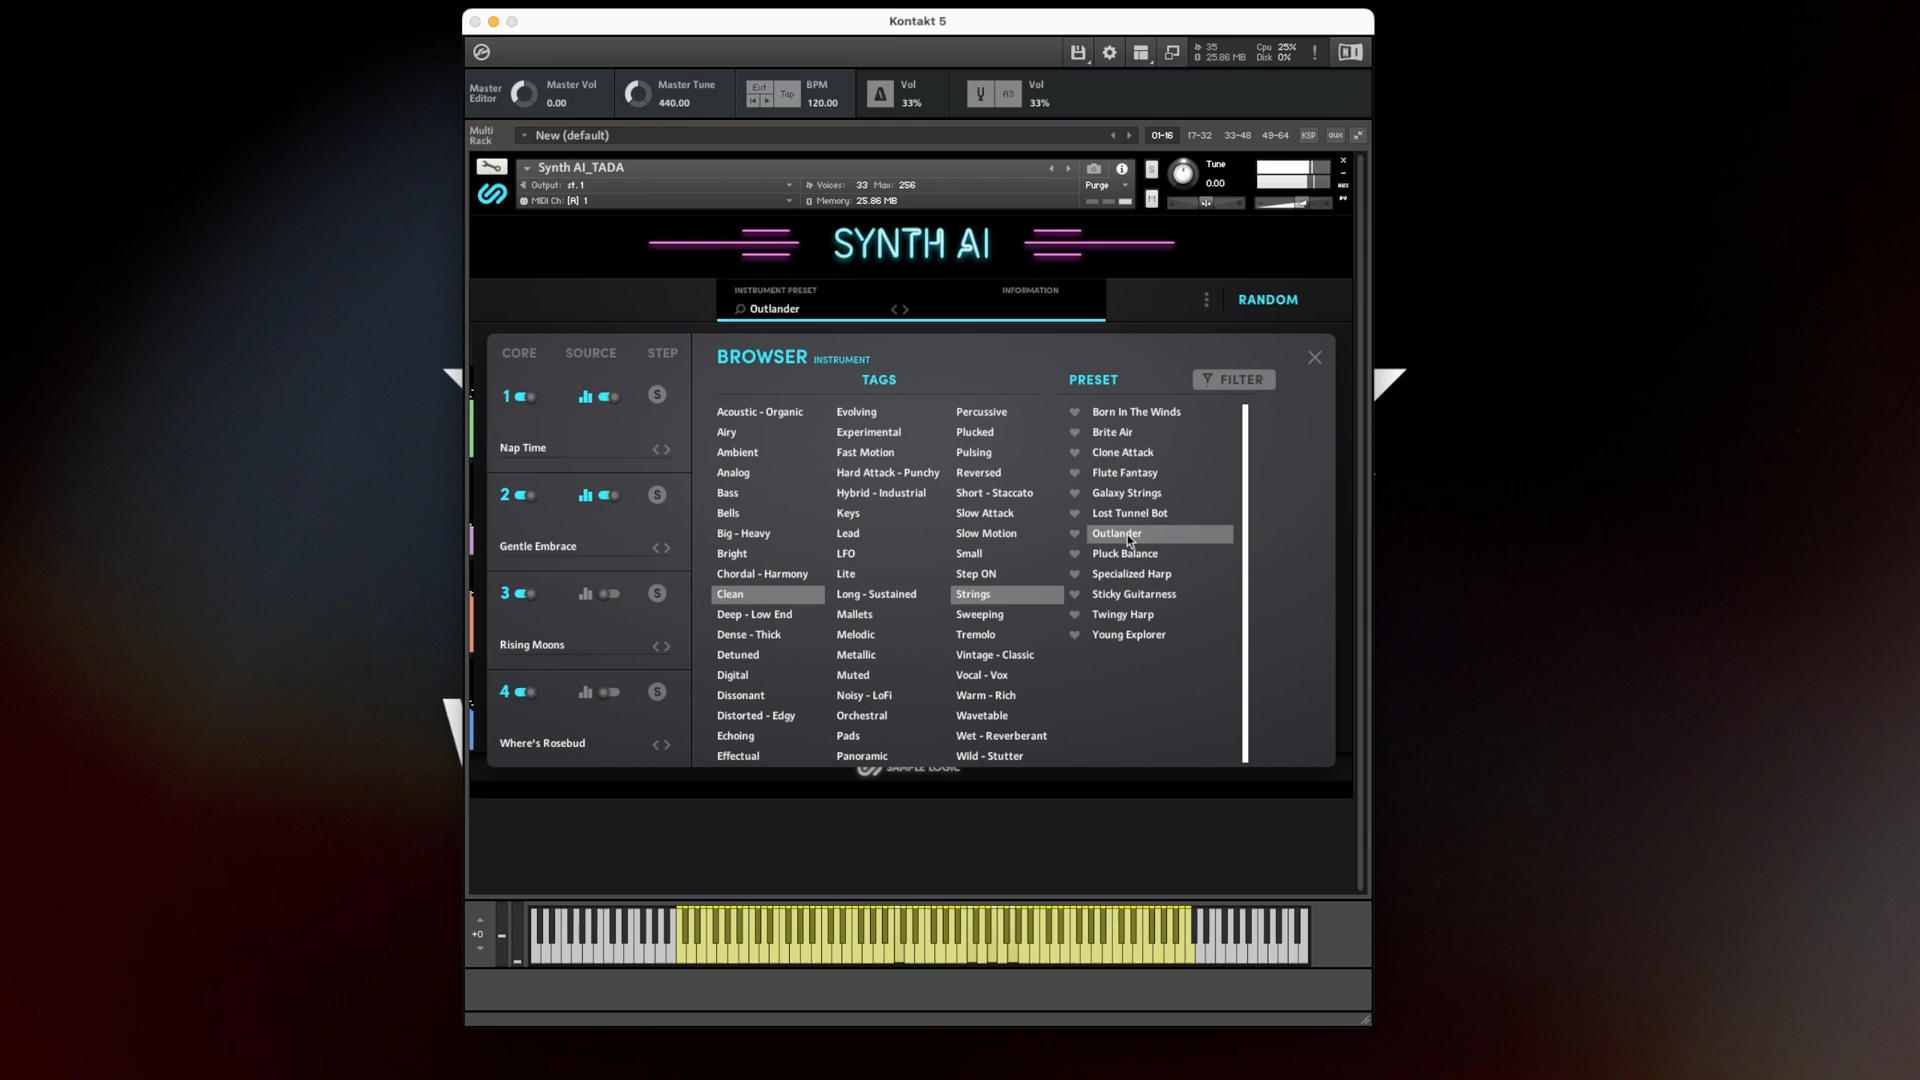 Kontakt 5
35 Cpu 25%
25.86 MB Disk 0%
Master Editor
Master Vol
0.00
Master Tune
440.00
Ext
Tap
BPM
120.00
Vol
33%
A3
Vol
33%
Multi Rack
New (default)
01-16 17-32 33-48 49-64 KSP aux
Synth AI_TADA
Output: st.1
Voices: 33 Max: 256
Purge
MIDI Ch: [A] 1
Memory: 25.86 MB
S
M
Tune
0.00
L
R
AUX
PV
SYNTH AI
INSTRUMENT PRESET
INFORMATION
Outlander
RANDOM
CORE SOURCE STEP
1 S
Nap Time
2 S
Gentle Embrace
3 S
Rising Moons
4 S
Where's Rosebud
BROWSER INSTRUMENT
TAGS
PRESET
FILTER
Acoustic - Organic Evolving Percussive Born In The Winds
Airy Experimental Plucked Brite Air
Ambient Fast Motion Pulsing Clone Attack
Analog Hard Attack - Punchy Reversed Flute Fantasy
Bass Hybrid - Industrial Short - Staccato Galaxy Strings
Bells Keys Slow Attack Lost Tunnel Bot
Big - Heavy Lead Slow Motion Outlander
Bright LFO Small Pluck Balance
Chordal - Harmony Lite Step ON Specialized Harp
Clean Long - Sustained Strings Sticky Guitarness
Deep - Low End Mallets Sweeping Twingy Harp
Dense - Thick Melodic Tremolo Young Explorer
Detuned Metallic Vintage - Classic
Digital Muted Vocal - Vox
Dissonant Noisy - LoFi Warm - Rich
Distorted - Edgy Orchestral Wavetable
Echoing Pads Wet - Reverberant
Effectual Panoramic Wild - Stutter
SAMPLE LOGIC
+0